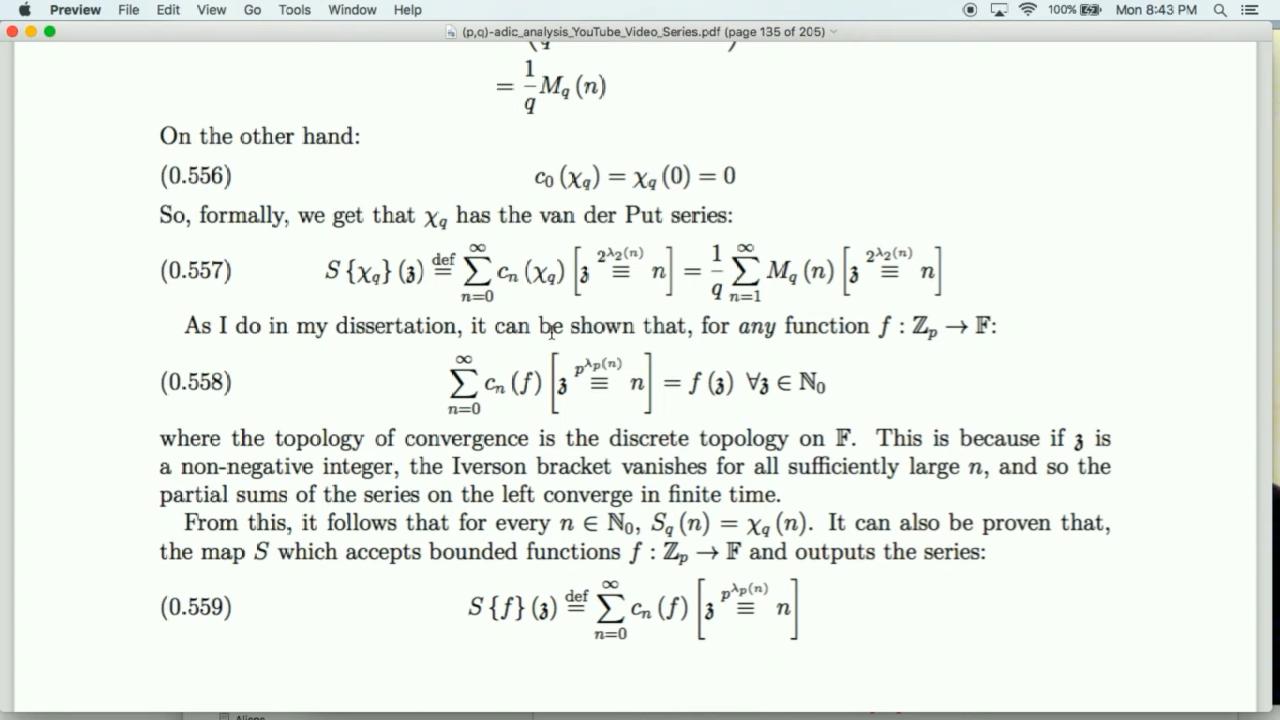 Preview File Edit View Go Tools Window Help 100% Mon 8:43 PM
(p,q)-adic_analysis_YouTube_Video_Series.pdf (page 135 of 205)
= 1/q M_q (n)
On the other hand:
(0.556) c_0 (χ_q) = χ_q (0) = 0
So, formally, we get that χ_q has the van der Put series:
(0.557) S {χ_q} (𝔷) def= ∑_{n=0}^{∞} c_n (χ_q) [𝔷 ≡^{2^{λ_2(n)}} n] = 1/q ∑_{n=1}^{∞} M_q (n) [𝔷 ≡^{2^{λ_2(n)}} n]
As I do in my dissertation, it can be shown that, for any function f : ℤ_p → 𝔽:
(0.558) ∑_{n=0}^{∞} c_n (f) [𝔷 ≡^{p^{λ_p(n)}} n] = f (𝔷) ∀𝔷 ∈ ℕ_0
where the topology of convergence is the discrete topology on 𝔽. This is because if 𝔷 is
a non-negative integer, the Iverson bracket vanishes for all sufficiently large n, and so the
partial sums of the series on the left converge in finite time.
From this, it follows that for every n ∈ ℕ_0, S_q (n) = χ_q (n). It can also be proven that,
the map S which accepts bounded functions f : ℤ_p → 𝔽 and outputs the series:
(0.559) S {f} (𝔷) def= ∑_{n=0}^{∞} c_n (f) [𝔷 ≡^{p^{λ_p(n)}} n]